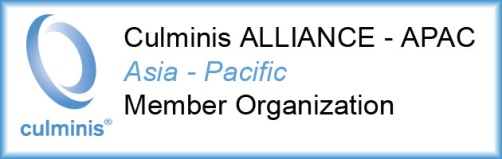 Culminis ALLIANCE - APAC
Asia - Pacific
Member Organization
culminis®